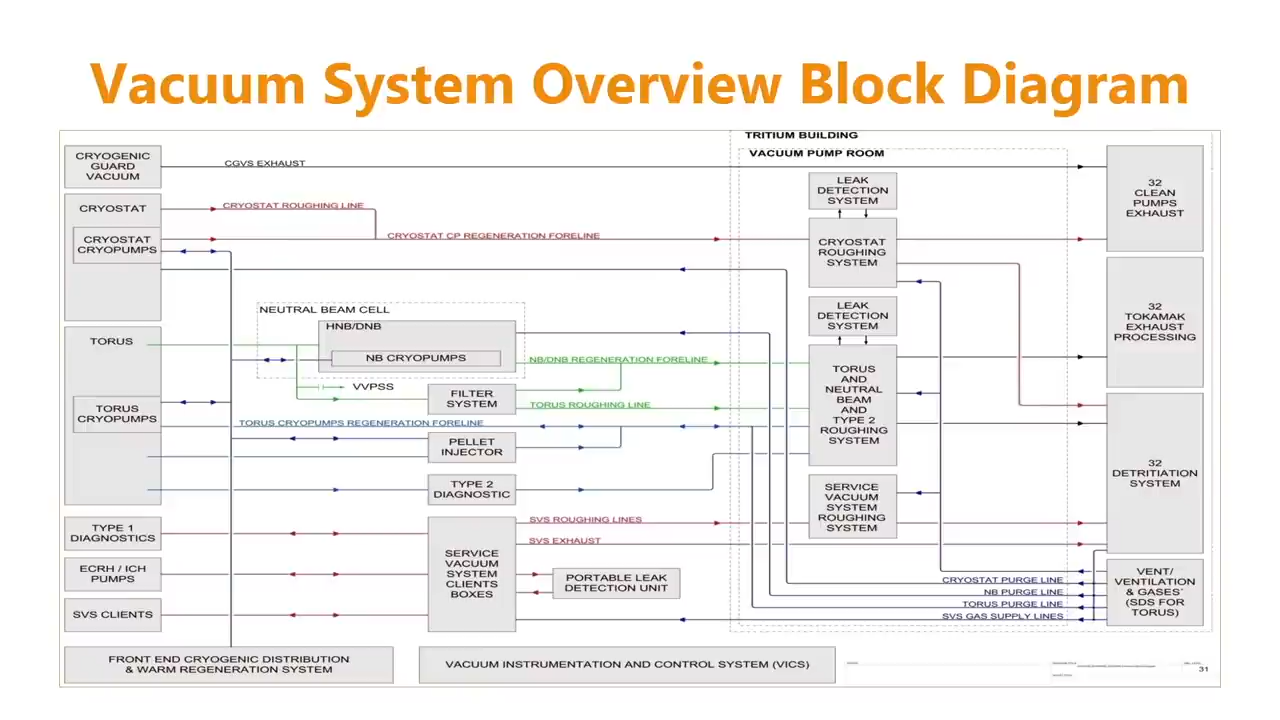 Vacuum System Overview Block Diagram
TRITIUM BUILDING
VACUUM PUMP ROOM
CRYOGENIC
GUARD
VACUUM
CGVS EXHAUST
CRYOSTAT
CRYOSTAT ROUGHING LINE
CRYOSTAT
CRYOPUMPS
CRYOSTAT CP REGENERATION FORELINE
LEAK
DETECTION
SYSTEM
CRYOSTAT
ROUGHING
SYSTEM
32
CLEAN
PUMPS
EXHAUST
NEUTRAL BEAM CELL
HNB/DNB
NB CRYOPUMPS
TORUS
NB/DNB REGENERATION FORELINE
VVPSS
FILTER
SYSTEM
TORUS ROUGHING LINE
TORUS
CRYOPUMPS
TORUS CRYOPUMPS REGENERATION FORELINE
PELLET
INJECTOR
TYPE 2
DIAGNOSTIC
LEAK
DETECTION
SYSTEM
TORUS
AND
NEUTRAL
BEAM
AND
TYPE 2
ROUGHING
SYSTEM
32
TOKAMAK
EXHAUST
PROCESSING
32
DETRITIATION
SYSTEM
SERVICE
VACUUM
SYSTEM
ROUGHING
SYSTEM
TYPE 1
DIAGNOSTICS
ECRH / ICH
PUMPS
SVS CLIENTS
SERVICE
VACUUM
SYSTEM
CLIENTS
BOXES
SVS ROUGHING LINES
SVS EXHAUST
PORTABLE LEAK
DETECTION UNIT
CRYOSTAT PURGE LINE
NB PURGE LINE
TORUS PURGE LINE
SVS GAS SUPPLY LINES
VENT/
VENTILATION
& GASES`
(SDS FOR
TORUS)
FRONT END CRYOGENIC DISTRIBUTION
& WARM REGENERATION SYSTEM
VACUUM INSTRUMENTATION AND CONTROL SYSTEM (VICS)
31